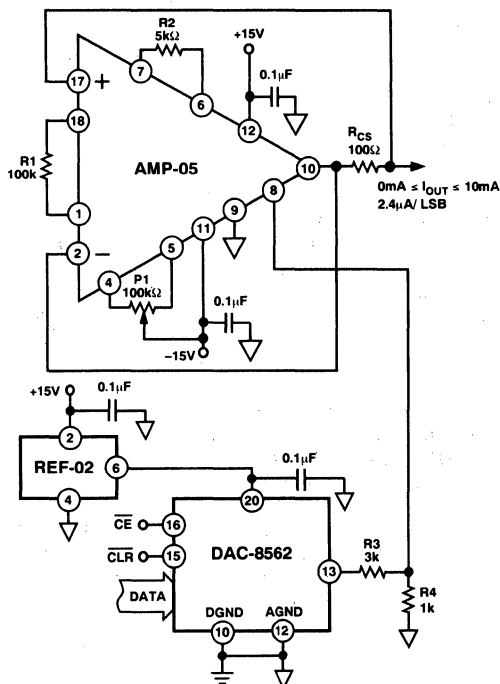 R2
5kΩ
+15V
0.1µF
7
6
12
17
+
18
R1
100k
1
2
–
AMP-05
10
RCS
100Ω
0mA ≤ IOUT ≤ 10mA
2.4µA/ LSB
8
9
11
5
4
P1
100kΩ
0.1µF
–15V
+15V
0.1µF
2
REF-02
6
4
0.1µF
20
CE
16
CLR
15
DATA
DAC-8562
13
R3
3k
R4
1k
DGND
AGND
10
12